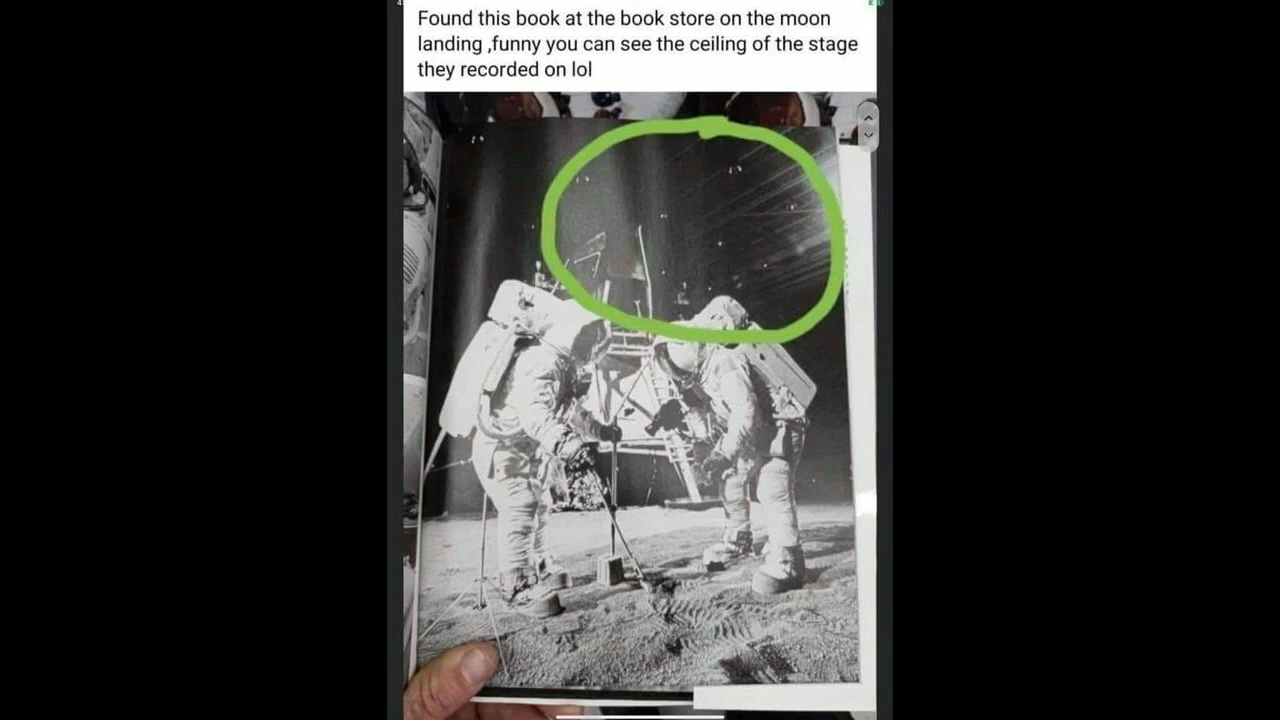 Found this book at the book store on the moon
landing ,funny you can see the ceiling of the stage
they recorded on lol